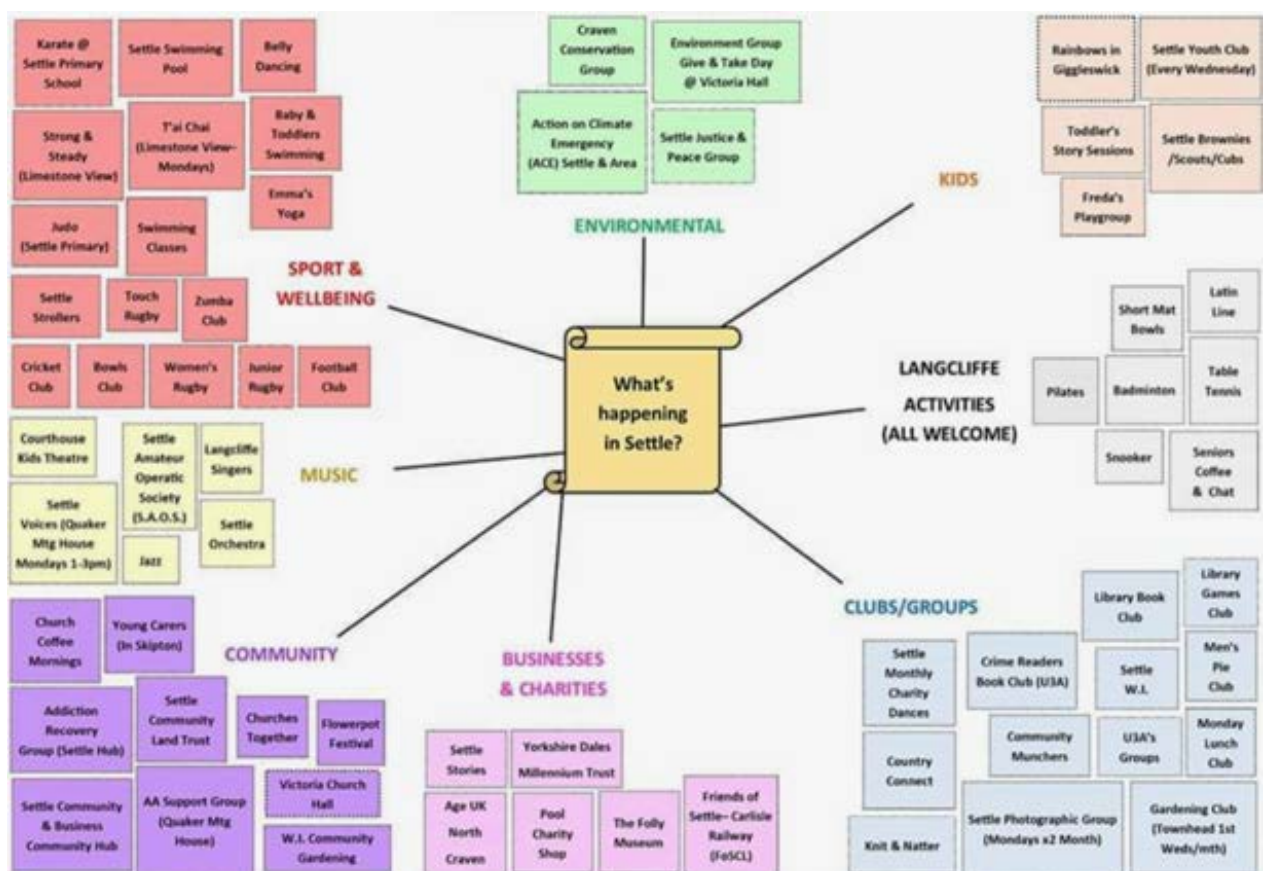 Karate @
Settle Primary
School
Settle Swimming
Pool
Belly
Dancing
Strong &
Steady
(Limestone View)
T'ai Chai
(Limestone View–
Mondays)
Baby &
Toddlers
Swimming
Emma's
Yoga
Judo
(Settle Primary)
Swimming
Classes
Settle
Strollers
Touch
Rugby
Zumba
Club
Cricket
Club
Bowls
Club
Women's
Rugby
Junior
Rugby
Football
Club
SPORT &
WELLBEING
Craven
Conservation
Group
Environment Group
Give & Take Day
@ Victoria Hall
Action on Climate
Emergency
(ACE) Settle & Area
Settle Justice &
Peace Group
ENVIRONMENTAL
Rainbows in
Giggleswick
Settle Youth Club
(Every Wednesday)
Toddler's
Story Sessions
Settle Brownies
/Scouts/Cubs
Freda's
Playgroup
KIDS
What's
happening
in Settle?
LANGCLIFFE
ACTIVITIES
(ALL WELCOME)
Short Mat
Bowls
Latin
Line
Pilates
Badminton
Table
Tennis
Snooker
Seniors
Coffee
& Chat
MUSIC
Courthouse
Kids Theatre
Settle
Amateur
Operatic
Society
(S.A.O.S.)
Langcliffe
Singers
Settle
Voices (Quaker
Mtg House
Mondays 1-3pm)
Jazz
Settle
Orchestra
COMMUNITY
Church
Coffee
Mornings
Young Carers
(In Skipton)
Addiction
Recovery
Group (Settle Hub)
Settle
Community
Land Trust
Churches
Together
Flowerpot
Festival
Settle Community
& Business
Community Hub
AA Support Group
(Quaker Mtg
House)
Victoria Church
Hall
W.I. Community
Gardening
BUSINESSES
& CHARITIES
Settle
Stories
Yorkshire Dales
Millennium Trust
Age UK
North
Craven
Pool
Charity
Shop
The Folly
Museum
Friends of
Settle– Carlisle
Railway
(FoSCL)
CLUBS/GROUPS
Library Book
Club
Library
Games
Club
Settle
Monthly
Charity
Dances
Crime Readers
Book Club (U3A)
Settle
W.I.
Men's
Pie
Club
Country
Connect
Community
Munchers
U3A's
Groups
Monday
Lunch
Club
Knit & Natter
Settle Photographic Group
(Mondays x2 Month)
Gardening Club
(Townhead 1st
Weds/mth)